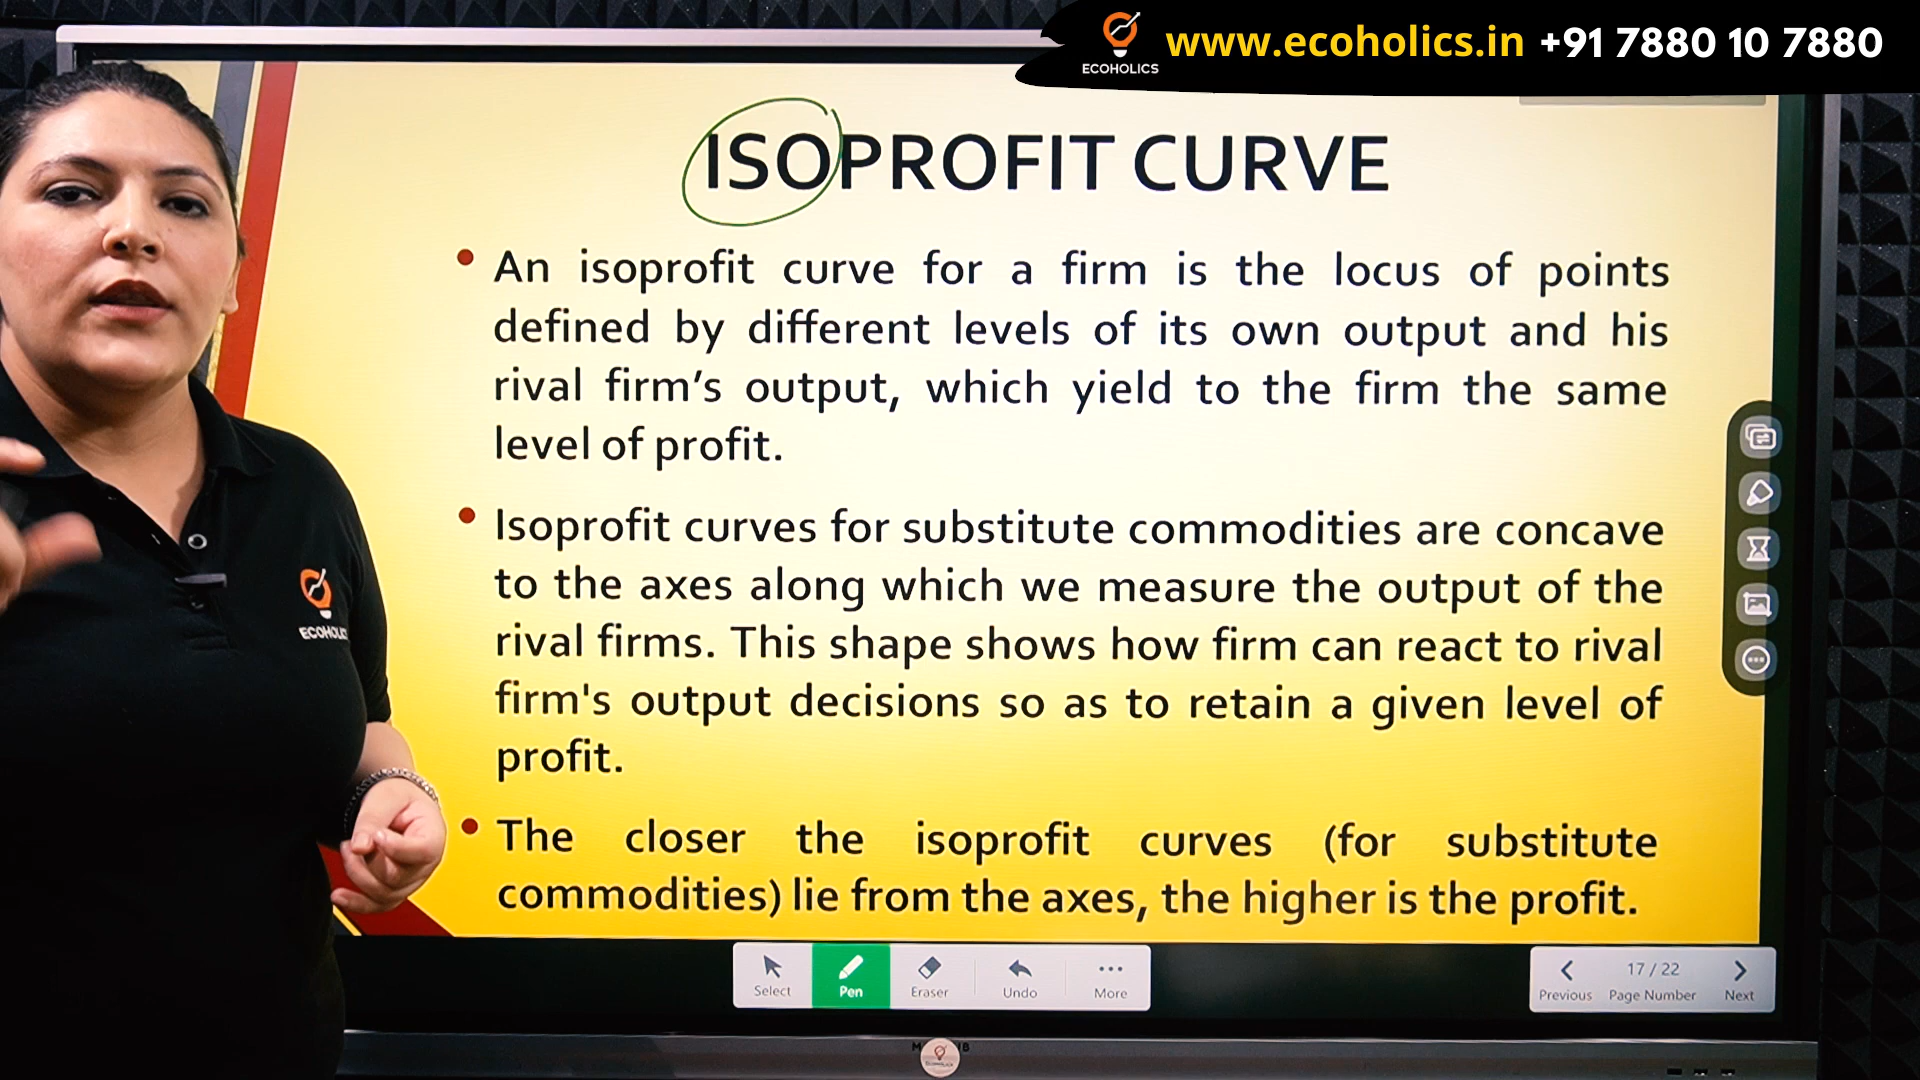 www.ecoholics.in +91 7880 10 7880
ECOHOLICS
ISOPROFIT CURVE
• An isoprofit curve for a firm is the locus of points
defined by different levels of its own output and his
rival firm's output, which yield to the firm the same
level of profit.
• Isoprofit curves for substitute commodities are concave
to the axes along which we measure the output of the
rival firms. This shape shows how firm can react to rival
firm's output decisions so as to retain a given level of
profit.
• The closer the isoprofit curves (for substitute
commodities) lie from the axes, the higher is the profit.
Select Pen Eraser Undo More
17 / 22
Previous Page Number Next